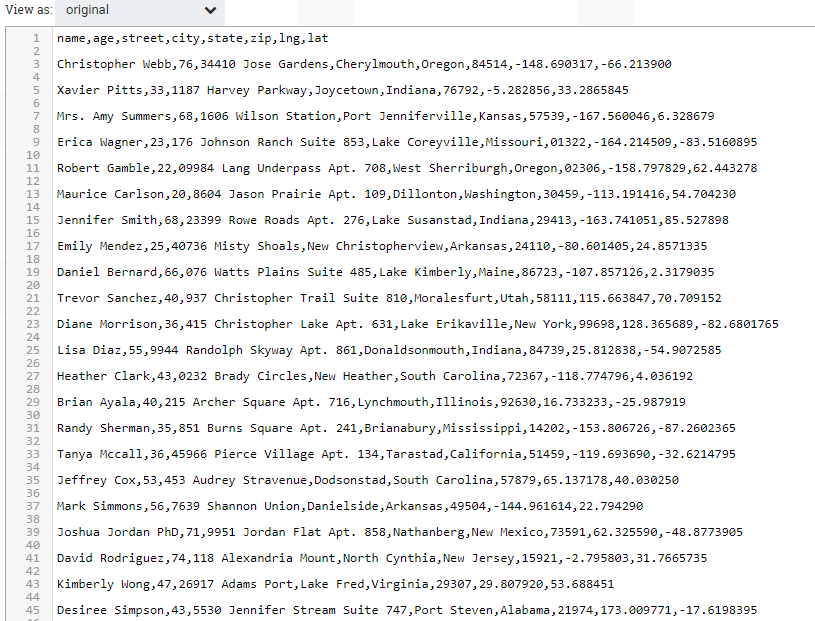 View as: original
1 name,age,street,city,state,zip,lng,lat
2
3 Christopher Webb,76,34410 Jose Gardens,Cherylmouth,Oregon,84514,-148.690317,-66.213900
4
5 Xavier Pitts,33,1187 Harvey Parkway,Joycetown,Indiana,76792,-5.282856,33.2865845
6
7 Mrs. Amy Summers,68,1606 Wilson Station,Port Jenniferville,Kansas,57539,-167.560046,6.328679
8
9 Erica Wagner,23,176 Johnson Ranch Suite 853,Lake Coreyville,Missouri,01322,-164.214509,-83.5160895
10
11 Robert Gamble,22,09984 Lang Underpass Apt. 708,West Sherriburgh,Oregon,02306,-158.797829,62.443278
12
13 Maurice Carlson,20,8604 Jason Prairie Apt. 109,Dillonton,Washington,30459,-113.191416,54.704230
14
15 Jennifer Smith,68,23399 Rowe Roads Apt. 276,Lake Susanstad,Indiana,29413,-163.741051,85.527898
16
17 Emily Mendez,25,40736 Misty Shoals,New Christopherview,Arkansas,24110,-80.601405,24.8571335
18
19 Daniel Bernard,66,076 Watts Plains Suite 485,Lake Kimberly,Maine,86723,-107.857126,2.3179035
20
21 Trevor Sanchez,40,937 Christopher Trail Suite 810,Moralesfurt,Utah,58111,115.663847,70.709152
22
23 Diane Morrison,36,415 Christopher Lake Apt. 631,Lake Erikaville,New York,99698,128.365689,-82.6801765
24
25 Lisa Diaz,55,9944 Randolph Skyway Apt. 861,Donaldsonmouth,Indiana,84739,25.812838,-54.9072585
26
27 Heather Clark,43,0232 Brady Circles,New Heather,South Carolina,72367,-118.774796,4.036192
28
29 Brian Ayala,40,215 Archer Square Apt. 716,Lynchmouth,Illinois,92630,16.733233,-25.987919
30
31 Randy Sherman,35,851 Burns Square Apt. 241,Brianabury,Mississippi,14202,-153.806726,-87.2602365
32
33 Tanya Mccall,36,45966 Pierce Village Apt. 134,Tarastad,California,51459,-119.693690,-32.6214795
34
35 Jeffrey Cox,53,453 Audrey Stravenue,Dodsonstad,South Carolina,57879,65.137178,40.030250
36
37 Mark Simmons,56,7639 Shannon Union,Danielside,Arkansas,49504,-144.961614,22.794290
38
39 Joshua Jordan PhD,71,9951 Jordan Flat Apt. 858,Nathanberg,New Mexico,73591,62.325590,-48.8773905
40
41 David Rodriguez,74,118 Alexandria Mount,North Cynthia,New Jersey,15921,-2.795803,31.7665735
42
43 Kimberly Wong,47,26917 Adams Port,Lake Fred,Virginia,29307,29.807920,53.688451
44
45 Desiree Simpson,43,5530 Jennifer Stream Suite 747,Port Steven,Alabama,21974,173.009771,-17.6198395